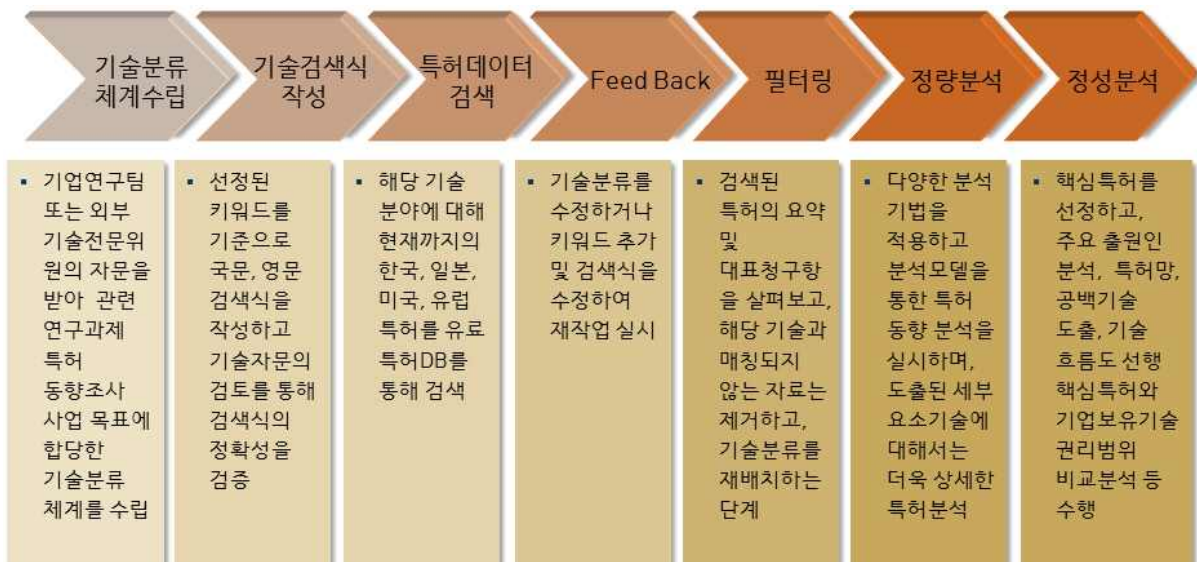 기술분류
체계수립
기술검색식
작성
특허데이터
검색
Feed Back
필터링
정량분석
정성분석
▪ 기업연구팀
또는 외부
기술전문위
원의 자문을
받아 관련
연구과제
특허
동향조사
사업 목표에
합당한
기술분류
체계를 수립
▪ 선정된
키워드를
기준으로
국문, 영문
검색식을
작성하고
기술자문의
검토를 통해
검색식의
정확성을
검증
▪ 해당 기술
분야에 대해
현재까지의
한국, 일본,
미국, 유럽
특허를 유료
특허DB를
통해 검색
▪ 기술분류를
수정하거나
키워드 추가
및 검색식을
수정하여
재작업 실시
▪ 검색된
특허의 요약
및
대표청구항
을 살펴보고,
해당 기술과
매칭되지
않는 자료는
제거하고,
기술분류를
재배치하는
단계
▪ 다양한 분석
기법을
적용하고
분석모델을
통한 특허
동향 분석을
실시하며,
도출된 세부
요소기술에
대해서는
더욱 상세한
특허분석
▪ 핵심특허를
선정하고,
주요 출원인
분석, 특허망,
공백기술
도출, 기술
흐름도 선행
핵심특허와
기업보유기술
권리범위
비교분석 등
수행